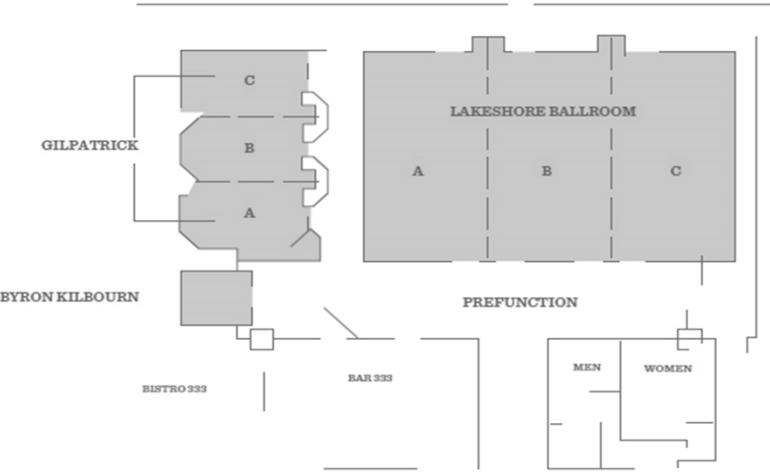 C
LAKESHORE BALLROOM
GILPATRICK
B
A
B
C
A
BYRON KILBOURN
PREFUNCTION
MEN
WOMEN
BISTRO 333
BAR 333